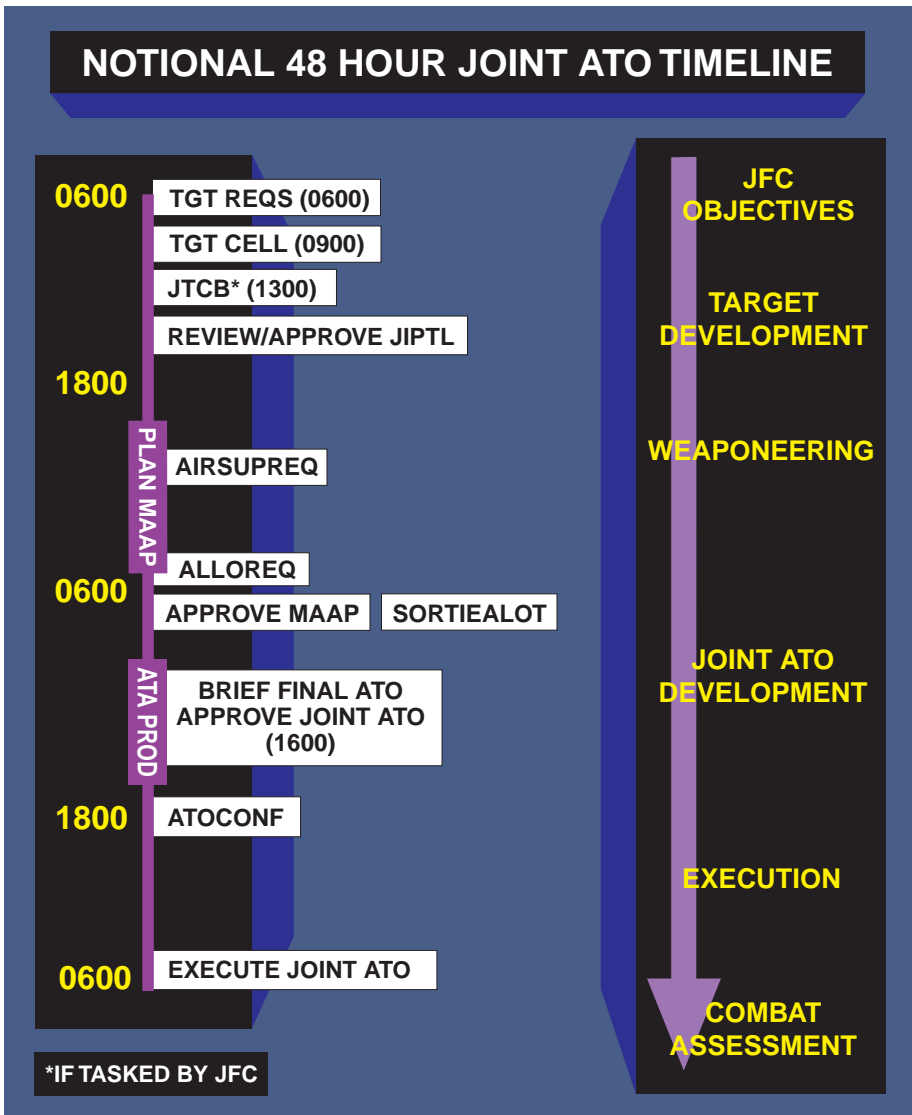 NOTIONAL 48 HOUR JOINT ATO TIMELINE
0600
TGT REQS (0600)
TGT CELL (0900)
JTCB* (1300)
REVIEW/APPROVE JIPTL
1800
PLAN MAAP
AIRSUPREQ
ALLOREQ
0600
APPROVE MAAP
SORTIEALOT
ATA PROD
BRIEF FINAL ATO
APPROVE JOINT ATO
(1600)
1800
ATOCONF
0600
EXECUTE JOINT ATO
*IF TASKED BY JFC
JFC
OBJECTIVES
TARGET
DEVELOPMENT
WEAPONEERING
JOINT ATO
DEVELOPMENT
EXECUTION
COMBAT
ASSESSMENT